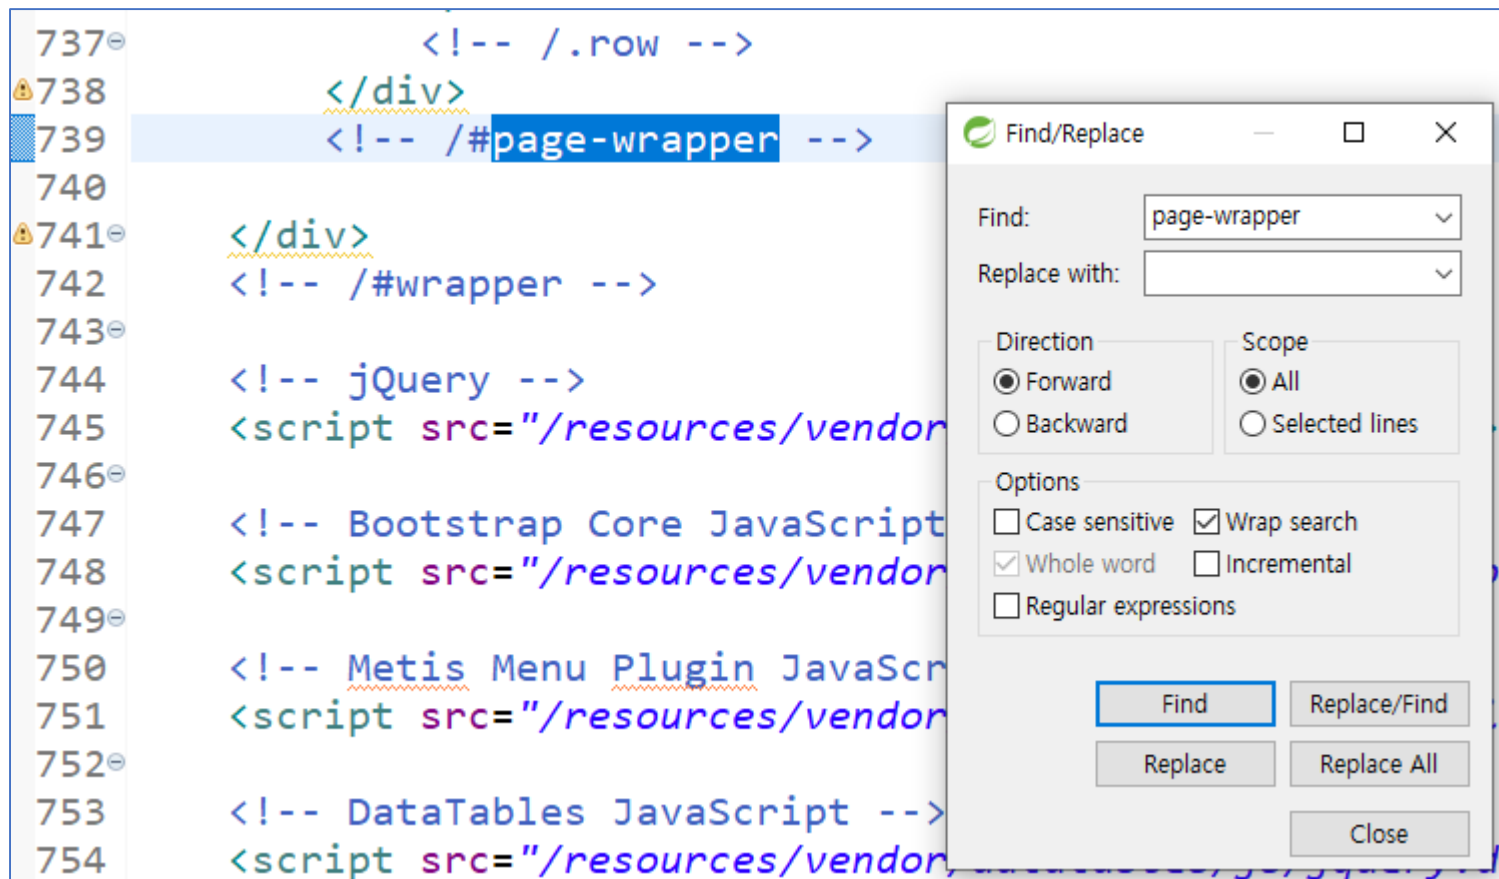 737 <!-- /.row -->
738 </div>
739 <!-- /#page-wrapper -->
740
741 </div>
742 <!-- /#wrapper -->
743
744 <!-- jQuery -->
745 <script src="/resources/vendor
746
747 <!-- Bootstrap Core JavaScript
748 <script src="/resources/vendor
749
750 <!-- Metis Menu Plugin JavaScr
751 <script src="/resources/vendor
752
753 <!-- DataTables JavaScript -->
754 <script src="/resources/vendor/
Find/Replace
Find: page-wrapper
Replace with:
Direction
Forward
Backward
Scope
All
Selected lines
Options
Case sensitive Wrap search
Whole word Incremental
Regular expressions
Find Replace/Find
Replace Replace All
Close